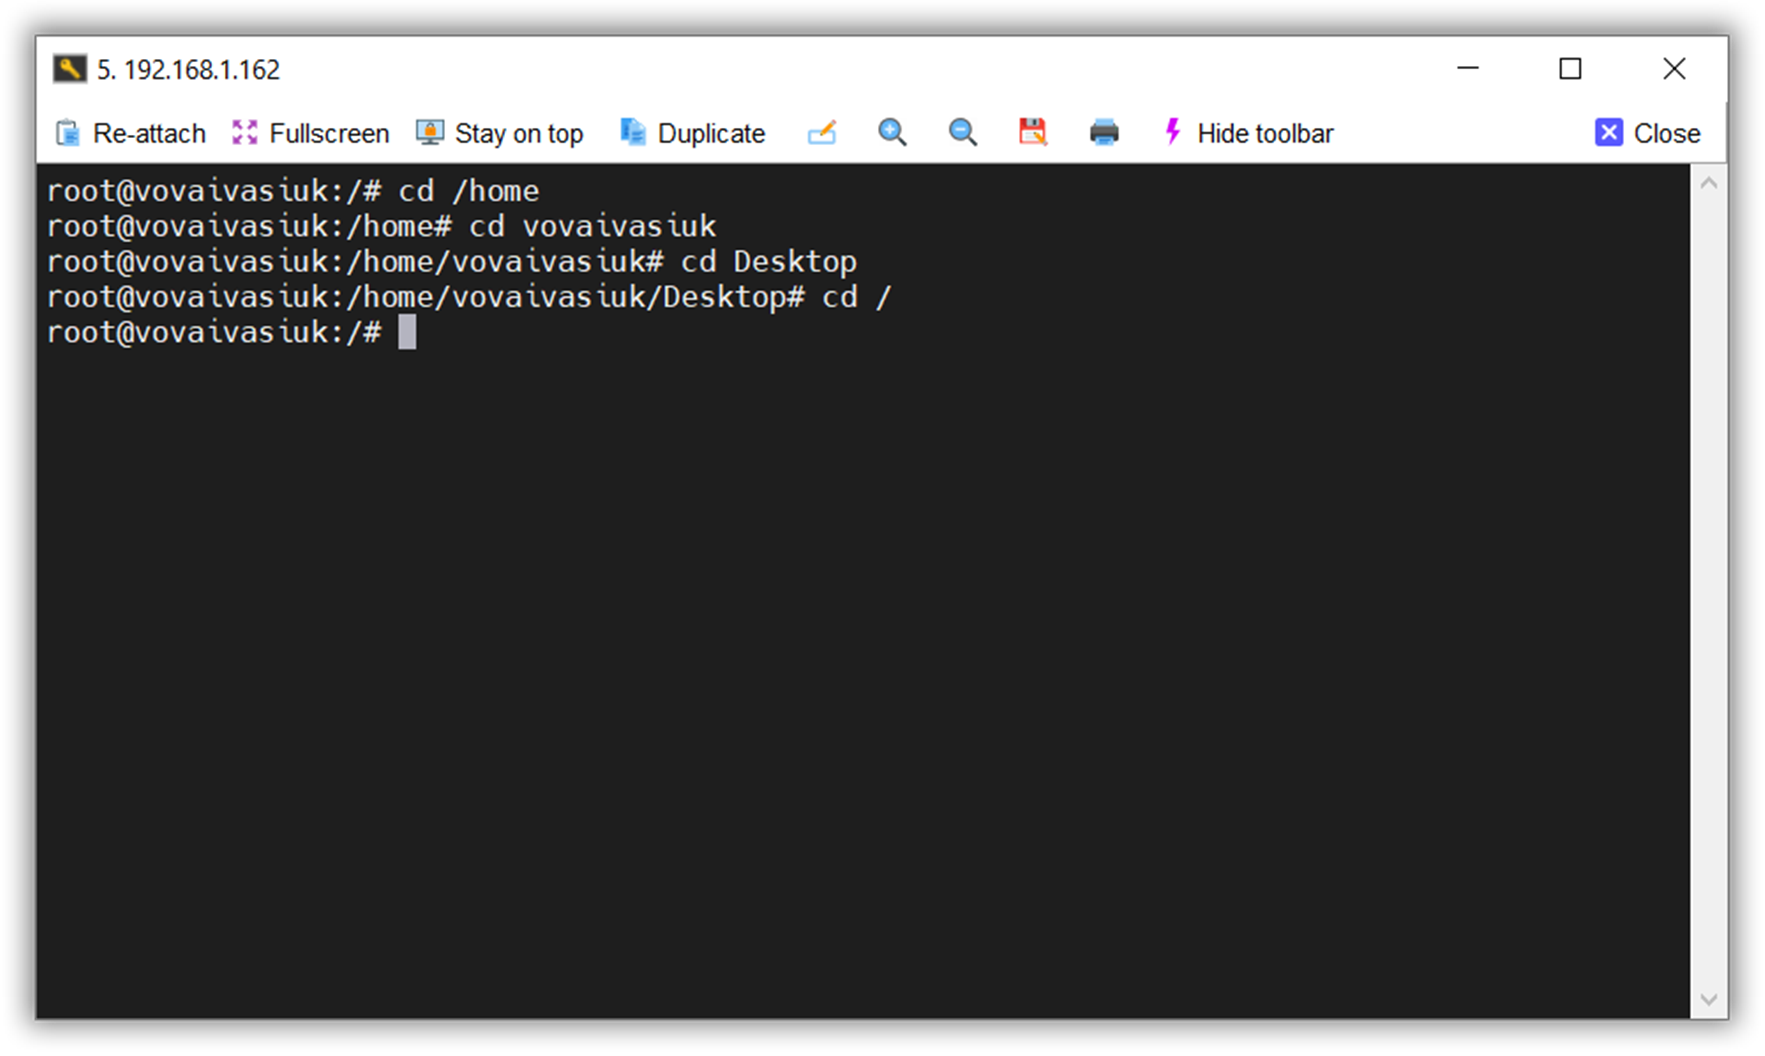 5. 192.168.1.162
Re-attach Fullscreen Stay on top Duplicate Hide toolbar Close
root@vovaivasiuk:/# cd /home
root@vovaivasiuk:/home# cd vovaivasiuk
root@vovaivasiuk:/home/vovaivasiuk# cd Desktop
root@vovaivasiuk:/home/vovaivasiuk/Desktop# cd /
root@vovaivasiuk:/#